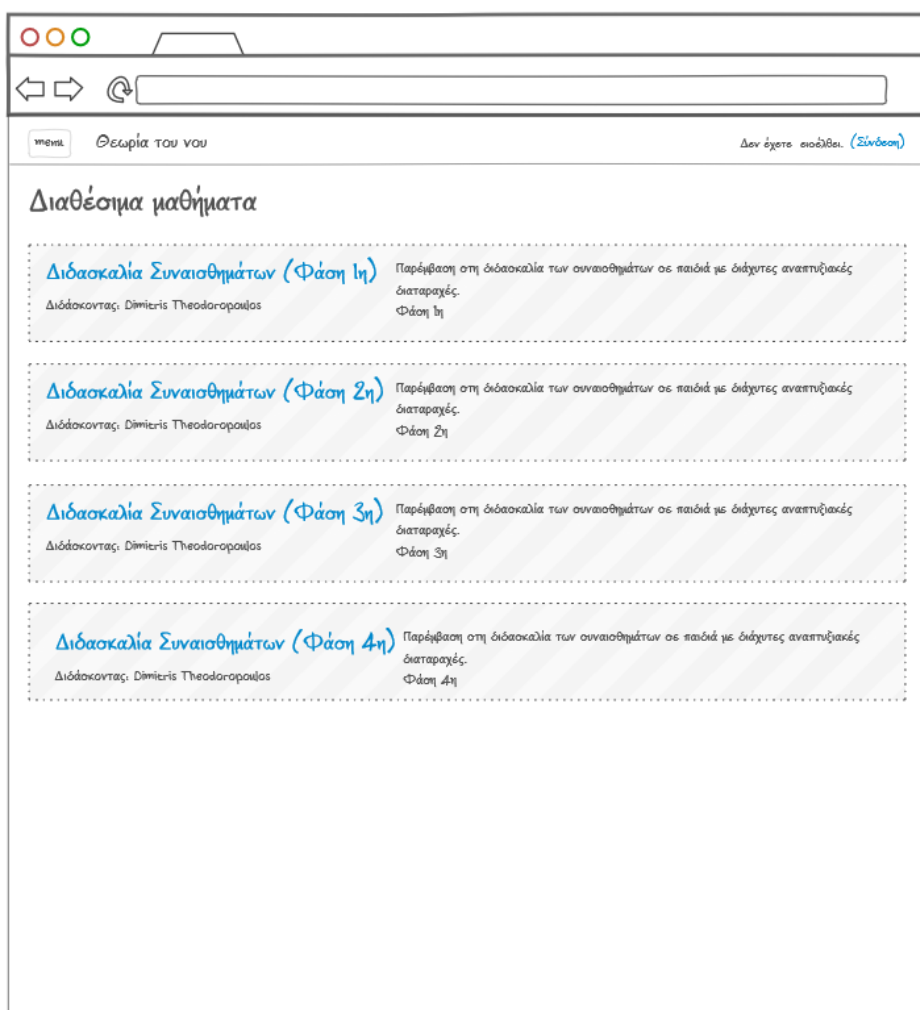 menu Θεωρία του νου Δεν έχετε εισέλθει. (Σύνδεση)
Διαθέσιμα μαθήματα
Διδασκαλία Συναισθημάτων (Φάση 1η)
Διδάσκοντας: Dimitris Theodoropoulos
Παρέμβαση στη διδασκαλία των συναισθημάτων σε παιδιά με διάχυτες αναπτυξιακές
διαταραχές.
Φάση 1η
Διδασκαλία Συναισθημάτων (Φάση 2η)
Διδάσκοντας: Dimitris Theodoropoulos
Παρέμβαση στη διδασκαλία των συναισθημάτων σε παιδιά με διάχυτες αναπτυξιακές
διαταραχές.
Φάση 2η
Διδασκαλία Συναισθημάτων (Φάση 3η)
Διδάσκοντας: Dimitris Theodoropoulos
Παρέμβαση στη διδασκαλία των συναισθημάτων σε παιδιά με διάχυτες αναπτυξιακές
διαταραχές.
Φάση 3η
Διδασκαλία Συναισθημάτων (Φάση 4η)
Διδάσκοντας: Dimitris Theodoropoulos
Παρέμβαση στη διδασκαλία των συναισθημάτων σε παιδιά με διάχυτες αναπτυξιακές
διαταραχές.
Φάση 4η